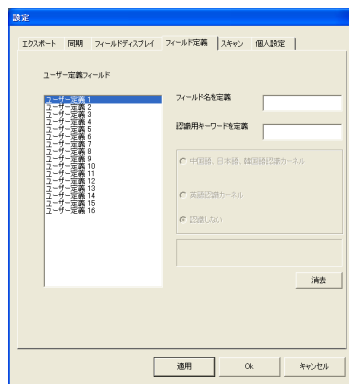 設定
エクスポート 同期 フィールドディスプレイ フィールド定義 スキャン 個人設定
ユーザー定義フィールド
ユーザー定義 1
ユーザー定義 2
ユーザー定義 3
ユーザー定義 4
ユーザー定義 5
ユーザー定義 6
ユーザー定義 7
ユーザー定義 8
ユーザー定義 9
ユーザー定義 10
ユーザー定義 11
ユーザー定義 12
ユーザー定義 13
ユーザー定義 14
ユーザー定義 15
ユーザー定義 16
フィールド名を定義
認識用キーワードを定義
中国語、日本語、韓国語認識カーネル
英語認識カーネル
認識しない
消去
適用 Ok キャンセル